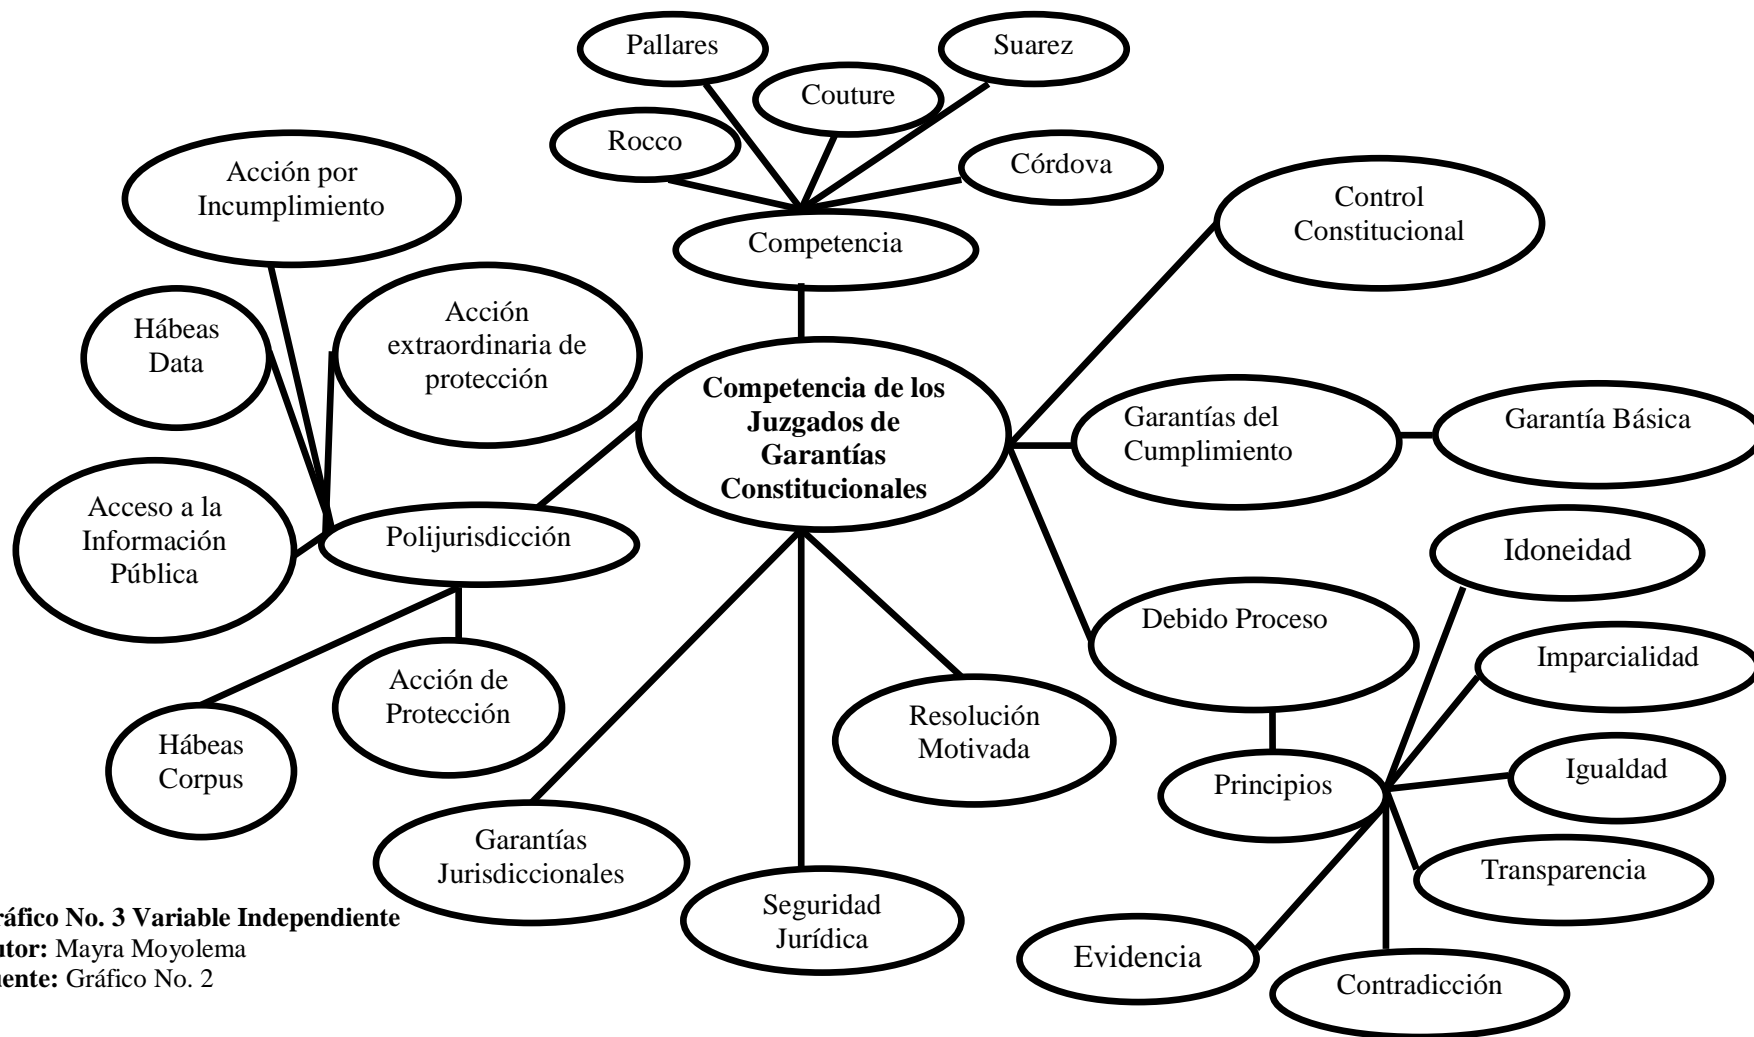 Pallares
Suarez
Couture
Rocco
Córdova
Acción por
Incumplimiento
Control
Constitucional
Competencia
Hábeas
Data
Acción
extraordinaria de
protección
Competencia de los
Juzgados de
Garantías
Constitucionales
Garantías del
Cumplimiento
Garantía Básica
Acceso a la
Información
Pública
Polijurisdicción
Idoneidad
Debido Proceso
Imparcialidad
Acción de
Protección
Hábeas
Corpus
Resolución
Motivada
Principios
Igualdad
Garantías
Jurisdiccionales
Transparencia
Seguridad
Jurídica
Evidencia
Contradicción
ráfico No. 3 Variable Independiente
utor: Mayra Moyolema
uente: Gráfico No. 2